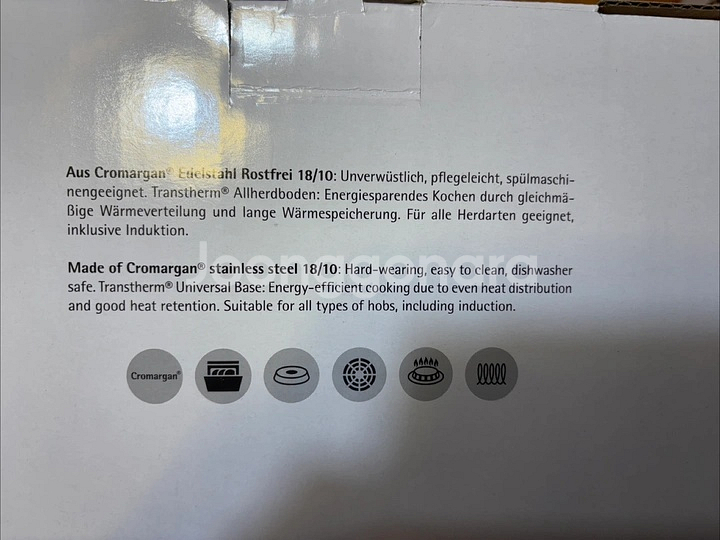 Aus Cromargan® Edelstahl Rostfrei 18/10: Unverwüstlich, pflegeleicht, spülmaschi-
nengeeignet. Transtherm® Allherdboden: Energiesparendes Kochen durch gleichmä-
ßige Wärmeverteilung und lange Wärmespeicherung. Für alle Herdarten geeignet,
inklusive Induktion.
Made of Cromargan® stainless steel 18/10: Hard-wearing, easy to clean, dishwasher
safe. Transtherm® Universal Base: Energy-efficient cooking due to even heat distribution
and good heat retention. Suitable for all types of hobs, including induction.
Joonggonara
Cromargan®